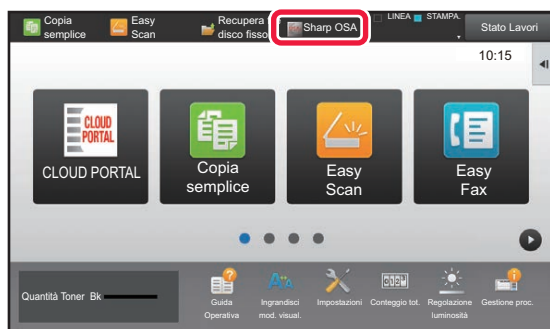 Copia semplice
Easy Scan
Recupera disco fisso
Sharp OSA
LINEA
STAMPA.
Stato Lavori
10:15
CLOUD PORTAL
CLOUD PORTAL
Copia semplice
Easy Scan
Easy Fax
Quantità Toner Bk
Guida Operativa
Ingrandisci mod. visual.
Impostazioni
Conteggio tot.
Regolazione luminosità
Gestione proc.